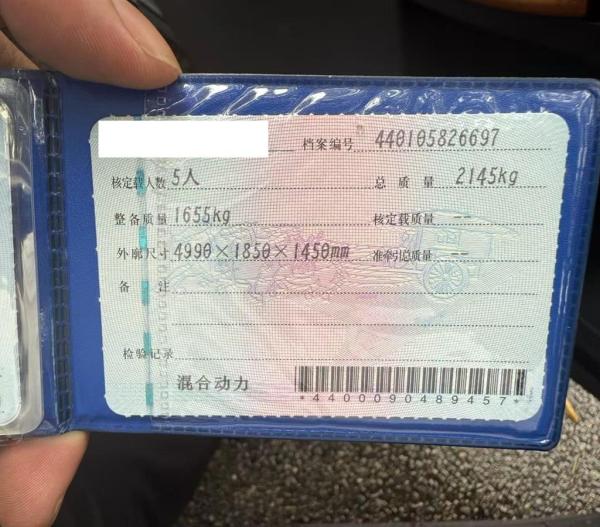 档案编号 440105826697
核定载人数 5人 总质量 2145kg
整备质量 1655kg 核定载质量 --
外廓尺寸 4990×1850×1450mm 准牵引总质量 --
备注
检验记录
混合动力
*4400090489457*